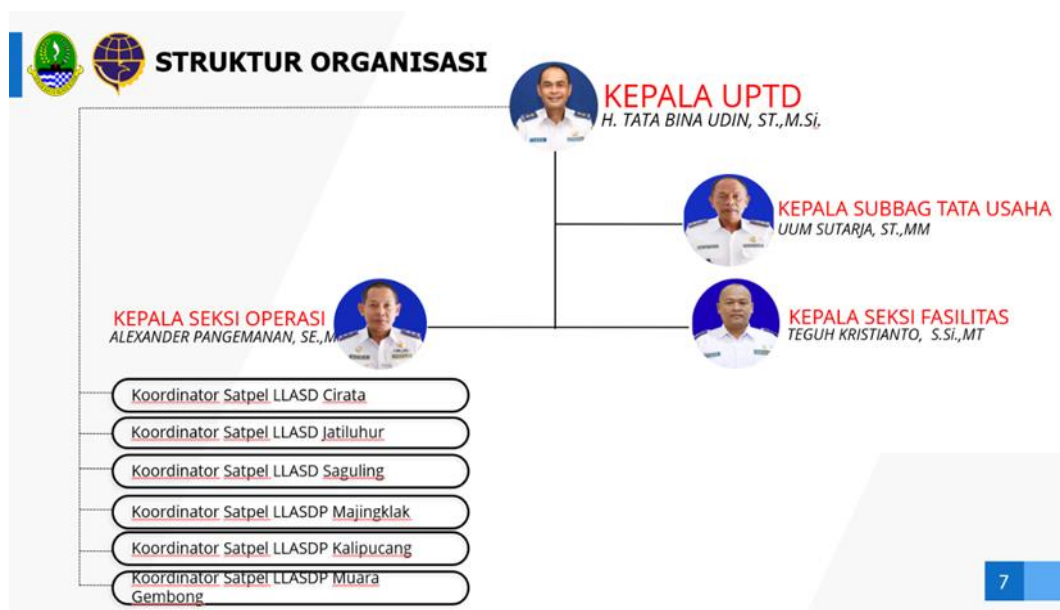 STRUKTUR ORGANISASI
KEPALA UPTD
H. TATA BINA UDIN, ST.,M.Si.
KEPALA SUBBAG TATA USAHA
UUM SUTARJA, ST.,MM
KEPALA SEKSI OPERASI
ALEXANDER PANGEMANAN, SE.,M
KEPALA SEKSI FASILITAS
TEGUH KRISTIANTO, S.Si.,MT
Koordinator Satpel LLASD Cirata
Koordinator Satpel LLASD Jatiluhur
Koordinator Satpel LLASD Saguling
Koordinator Satpel LLASDP Majingklak
Koordinator Satpel LLASDP Kalipucang
Koordinator Satpel LLASDP Muara
Gembong
7